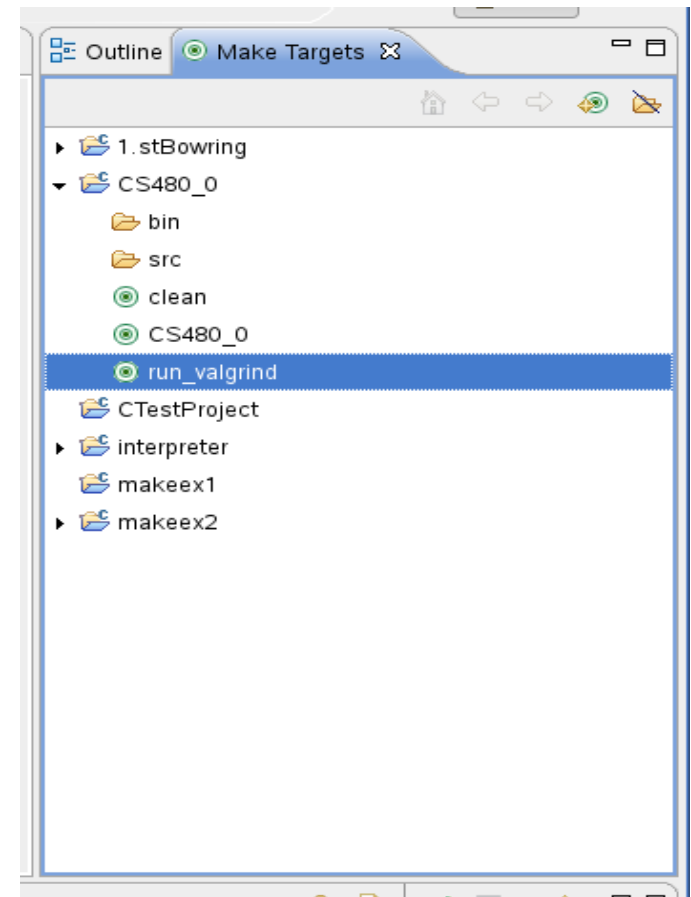 Outline Make Targets
1.stBowring
CS480_0
bin
src
clean
CS480_0
run_valgrind
CTestProject
interpreter
makeex1
makeex2